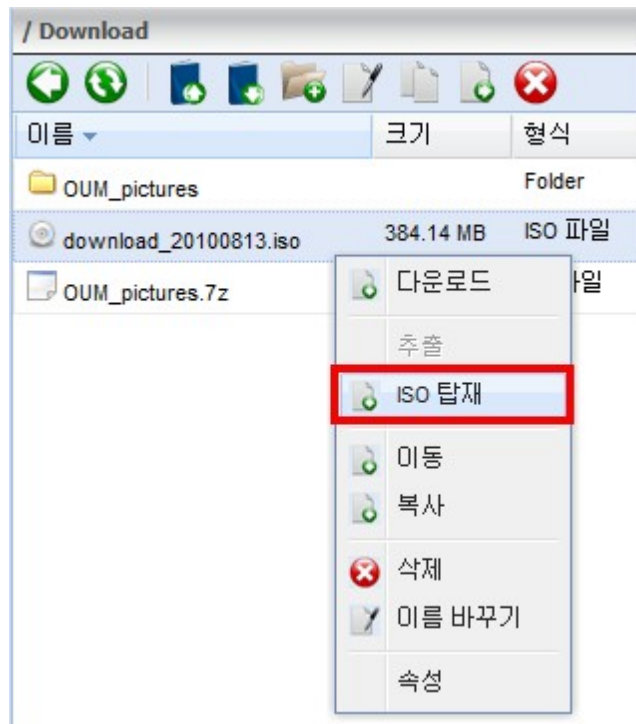 / Download
이름 크기 형식
OUM_pictures Folder
download_20100813.iso 384.14 MB ISO 파일
OUM_pictures.7z 일
다운로드
추출
ISO 탑재
이동
복사
삭제
이름 바꾸기
속성